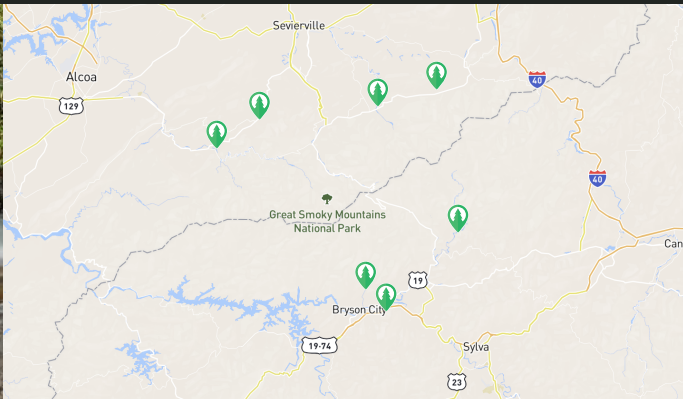 Sevierville
Alcoa
40
129
40
Great Smoky Mountains
National Park
Can
19
Bryson City
19-74
Sylva
23